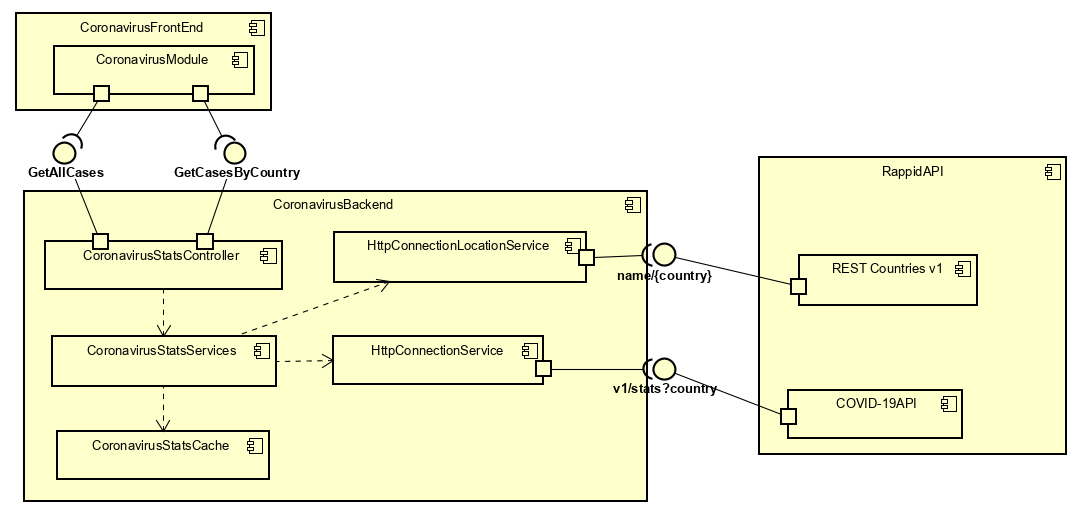 CoronavirusFrontEnd
CoronavirusModule
GetAllCases
GetCasesByCountry
CoronavirusBackend
CoronavirusStatsController
HttpConnectionLocationService
CoronavirusStatsServices
HttpConnectionService
CoronavirusStatsCache
name/{country}
v1/stats?country
RappidAPI
REST Countries v1
COVID-19API